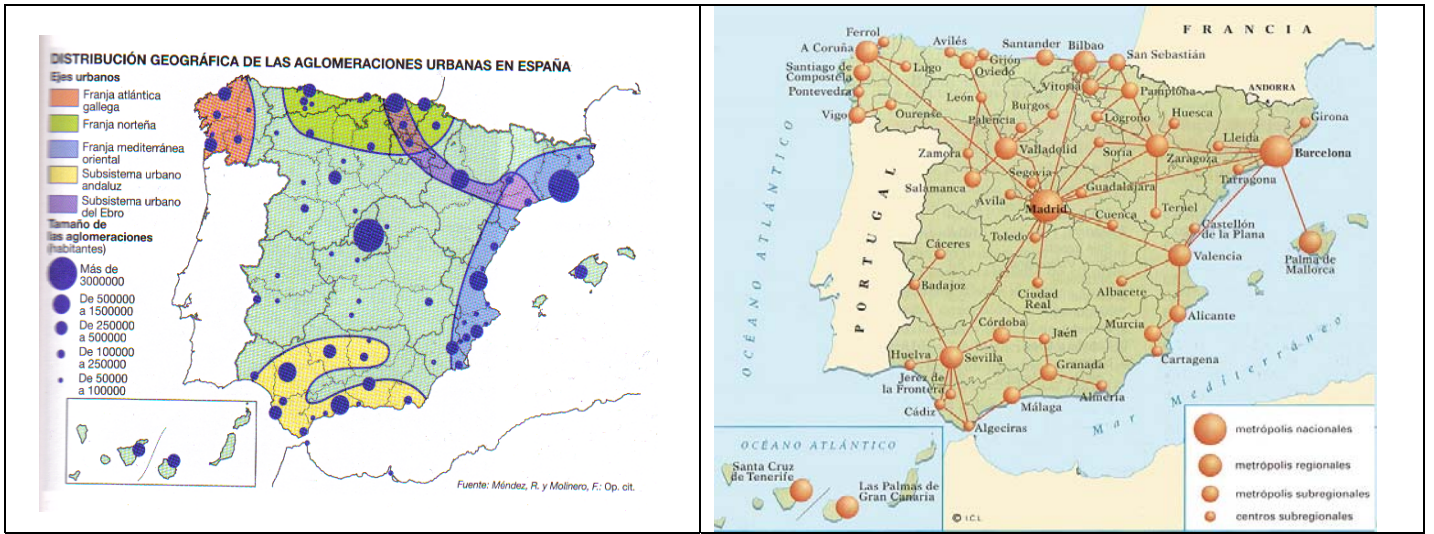 DISTRIBUCIÓN GEOGRÁFICA DE LAS AGLOMERACIONES URBANAS EN ESPAÑA
Ejes urbanos
Franja atlántica
gallega
Franja norteña
Franja mediterránea
oriental
Subsistema urbano
andaluz
Subsistema urbano
del Ebro
Tamaño de
las aglomeraciones
(habitantes)
Más de
3000000
De 500000
a 1500000
De 250000
a 500000
De 100000
a 250000
De 50000
a 100000
Fuente: Méndez, R. y Molinero, F.: Op. cit.
FRANCIA
Ferrol
A Coruña
Avilés
Santander
Bilbao
San Sebastián
Gijón
Oviedo
Santiago de
Compostela
Lugo
Pontevedra
Vitoria
Pamplona
ANDORRA
León
Burgos
Vigo
Ourense
Palencia
Logroño
Huesca
Girona
Lleida
Zamora
Valladolid
Soria
Zaragoza
Barcelona
Segovia
Salamanca
Guadalajara
Tarragona
Ávila
Madrid
Teruel
Cuenca
Castellón
de la Plana
Toledo
Cáceres
Valencia
Palma de
Mallorca
Badajoz
Ciudad
Real
Albacete
OCÉANO ATLÁNTICO
PORTUGAL
Alicante
Córdoba
Jaén
Murcia
Huelva
Sevilla
Cartagena
Granada
Jerez de
la Frontera
Almería
Cádiz
Málaga
Mar Mediterráneo
Algeciras
OCÉANO ATLÁNTICO
Santa Cruz
de Tenerife
Las Palmas de
Gran Canaria
© I.C.L.
metrópolis nacionales
metrópolis regionales
metrópolis subregionales
centros subregionales